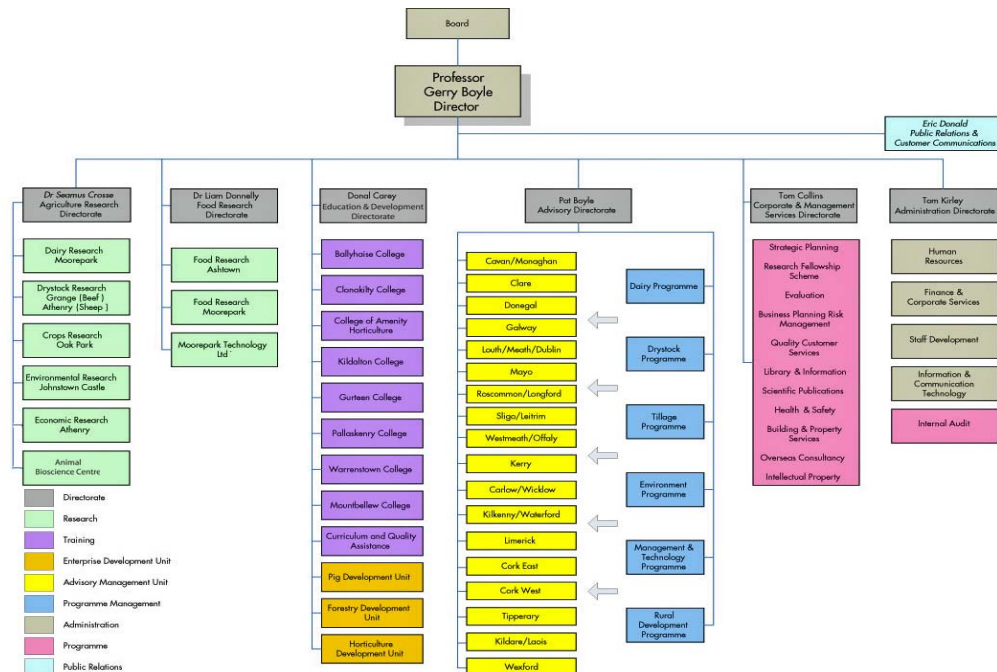 Board
Professor
Gerry Boyle
Director
Eric Donald
Public Relations &
Customer Communications
Dr Seamus Crosse
Agriculture Research
Directorate
Dairy Research
Moorepark
Drystock Research
Grange (Beef)
Athenry (Sheep)
Crops Research
Oak Park
Environmental Research
Johnstown Castle
Economic Research
Athenry
Animal
Bioscience Centre
Dr Liam Donnelly
Food Research
Directorate
Food Research
Ashtown
Food Research
Moorepark
Moorepark Technology
Ltd
Donal Carey
Education & Development
Directorate
Ballyhaise College
Clonakilty College
College of Amenity
Horticulture
Kildalton College
Gurteen College
Pallaskenry College
Warrenstown College
Mountbellew College
Curriculum and Quality
Assistance
Pig Development Unit
Forestry Development
Unit
Horticulture
Development Unit
Pat Boyle
Advisory Directorate
Cavan/Monaghan
Clare
Donegal
Galway
Louth/Meath/Dublin
Mayo
Roscommon/Longford
Sligo/Leitrim
Westmeath/Offaly
Kerry
Carlow/Wicklow
Kilkenny/Waterford
Limerick
Cork East
Cork West
Tipperary
Kildare/Laois
Wexford
Dairy Programme
Drystock
Programme
Tillage
Programme
Environment
Programme
Management &
Technology
Programme
Rural
Development
Programme
Tom Collins
Corporate & Management
Services Directorate
Strategic Planning
Research Fellowship
Scheme
Evaluation
Business Planning Risk
Management
Quality Customer
Services
Library & Information
Scientific Publications
Health & Safety
Building & Property
Services
Overseas Consultancy
Intellectual Property
Tom Kirley
Administration Directorate
Human
Resources
Finance &
Corporate Services
Staff Development
Information &
Communication
Technology
Internal Audit
Directorate
Research
Training
Enterprise Development Unit
Advisory Management Unit
Programme Management
Administration
Programme
Public Relations